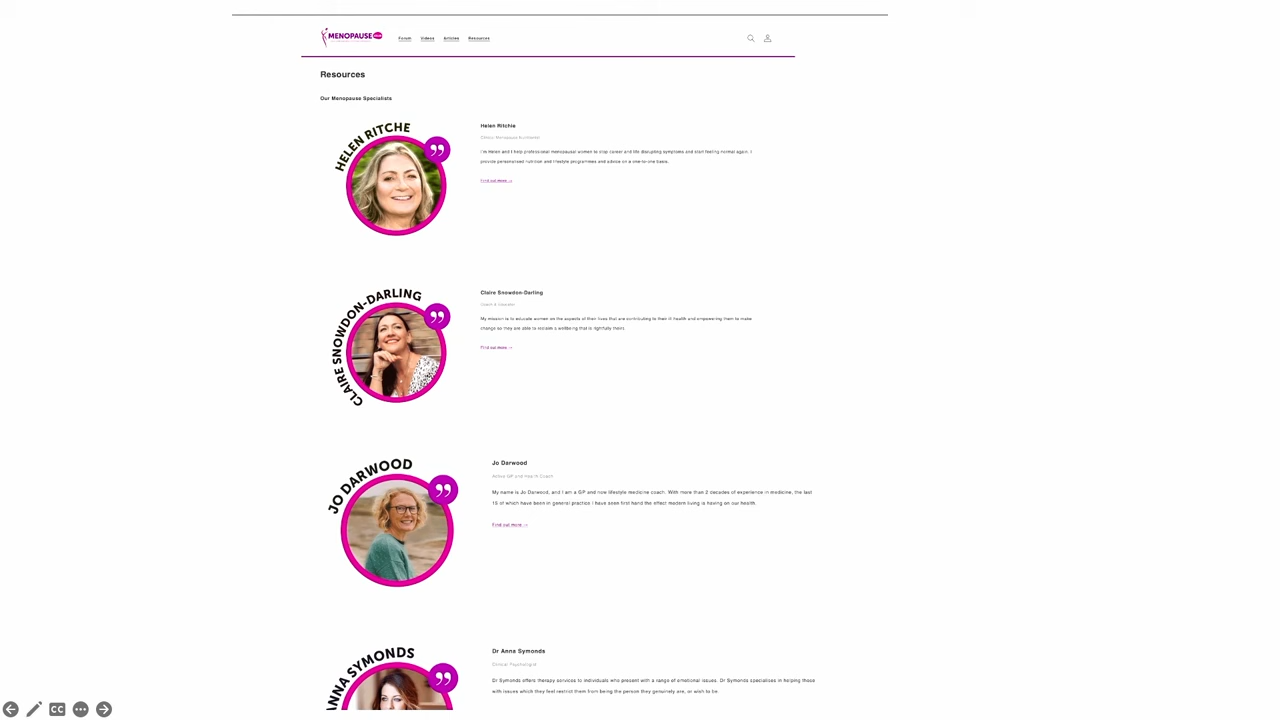 MENOPAUSE
Forum Videos Articles Resources
Resources
Our Menopause Specialists
HELEN RITCHE
Helen Ritchie
Clinical Menopause Nutritionist
I'm Helen and I help professional menopausal women to stop career and life disrupting symptoms and start feeling normal again. I
provide personalised nutrition and lifestyle programmes and advice on a one-to-one basis.
Find out more →
CLAIRE SNOWDON-DARLING
Claire Snowdon-Darling
My mission is to educate women on the aspects of their lives that are contributing to their ill health and empowering them to make
change so they are able to reclaim a wellbeing that is rightfully theirs.
Find out more →
JO DARWOOD
Jo Darwood
Active GP and Health Coach
My name is Jo Darwood, and I am a GP and now lifestyle medicine coach. With more than 2 decades of experience in medicine, the last
15 of which have been in general practice I have seen first hand the effect modern living is having on our health.
Find out more →
ANNA SYMONDS
Dr Anna Symonds
Clinical Psychologist
Dr Symonds offers therapy services to individuals who present with a range of emotional issues. Dr Symonds specialises in helping those
with issues which they feel restrict them from being the person they genuinely are, or wish to be.
CC